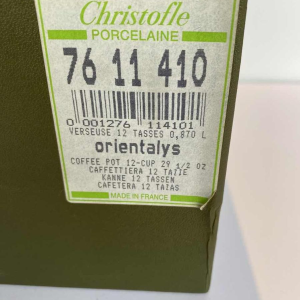 Christofle
PORCELAINE
76 11 410
0 001276 114101
VERSEUSE 12 TASSES 0,870 L
orientalys
COFFEE POT 12-CUP 29 1/2 OZ
CAFFETTIERA 12 TAZZE
KANNE 12 TASSEN
CAFETERA 12 TAZAS
MADE IN FRANCE